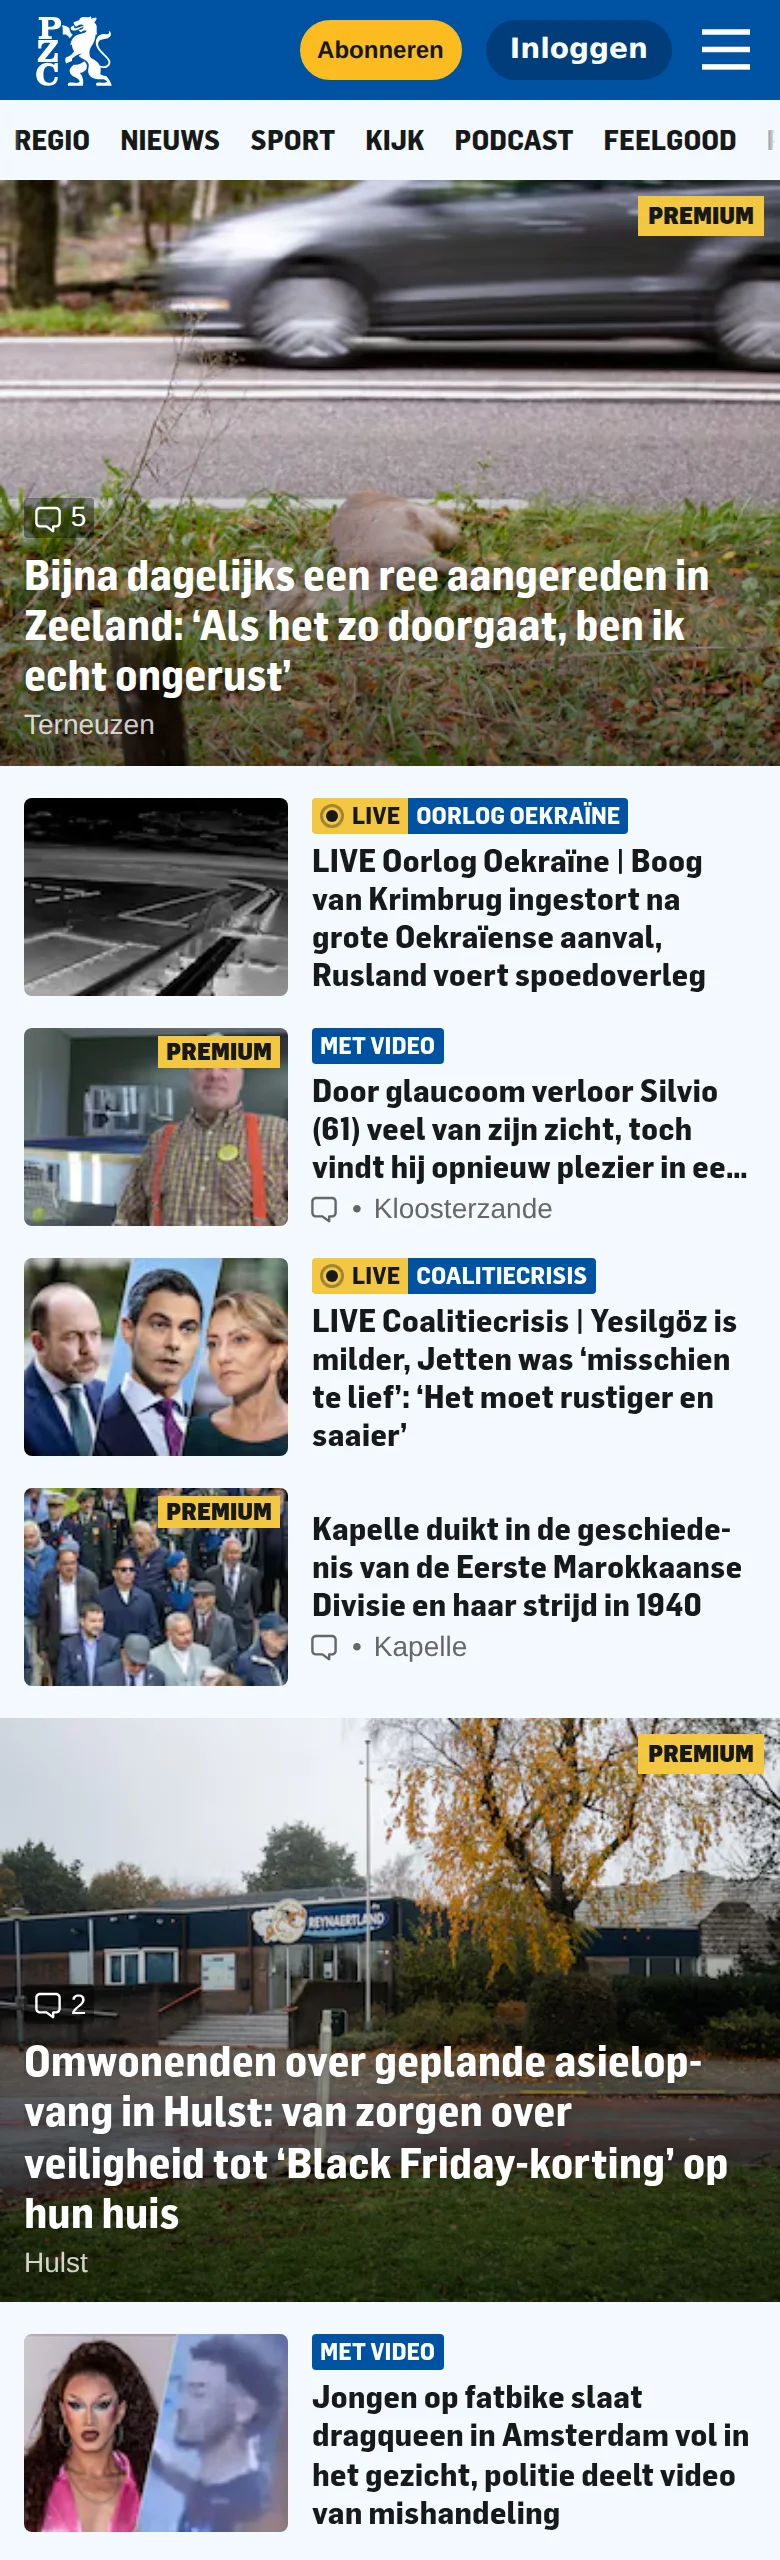 PZC
Abonneren
Inloggen
REGIO NIEUWS SPORT KIJK PODCAST FEELGOOD
PREMIUM
5
Bijna dagelijks een ree aangereden in
Zeeland: ‘Als het zo doorgaat, ben ik
echt ongerust’
Terneuzen
LIVE OORLOG OEKRAÏNE
LIVE Oorlog Oekraïne | Boog
van Krimbrug ingestort na
grote Oekraïense aanval,
Rusland voert spoedoverleg
PREMIUM
MET VIDEO
Door glaucoom verloor Silvio
(61) veel van zijn zicht, toch
vindt hij opnieuw plezier in ee...
• Kloosterzande
LIVE COALITIECRISIS
LIVE Coalitiecrisis | Yesilgöz is
milder, Jetten was ‘misschien
te lief’: ‘Het moet rustiger en
saaier’
PREMIUM
Kapelle duikt in de geschiede-
nis van de Eerste Marokkaanse
Divisie en haar strijd in 1940
• Kapelle
PREMIUM
REYNAERTLAND
2
Omwonenden over geplande asielop-
vang in Hulst: van zorgen over
veiligheid tot ‘Black Friday-korting’ op
hun huis
Hulst
MET VIDEO
Jongen op fatbike slaat
dragqueen in Amsterdam vol in
het gezicht, politie deelt video
van mishandeling